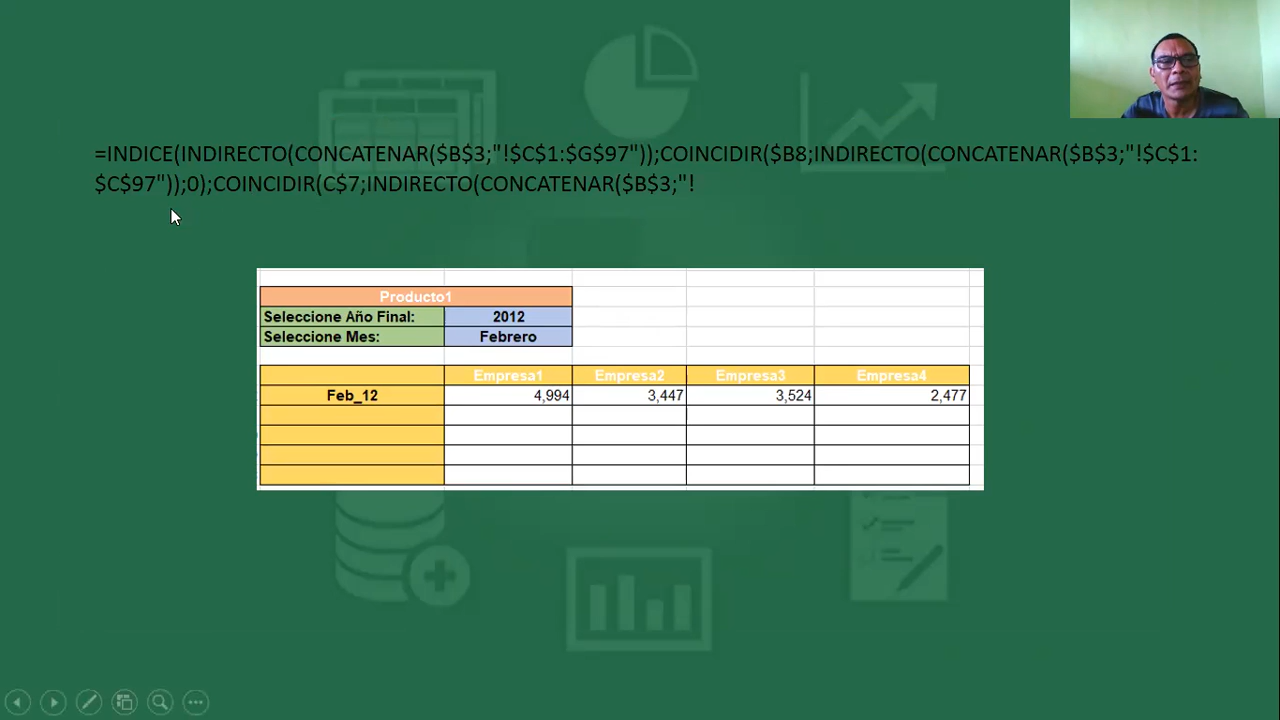 =INDICE(INDIRECTO(CONCATENAR($B$3;"!$C$1:$G$97"));COINCIDIR($B8;INDIRECTO(CONCATENAR($B$3;"!$C$1:
$C$97"));0);COINCIDIR(C$7;INDIRECTO(CONCATENAR($B$3;"!
Producto1
Seleccione Año Final: 2012
Seleccione Mes: Febrero
Empresa1 Empresa2 Empresa3 Empresa4
Feb_12 4,994 3,447 3,524 2,477